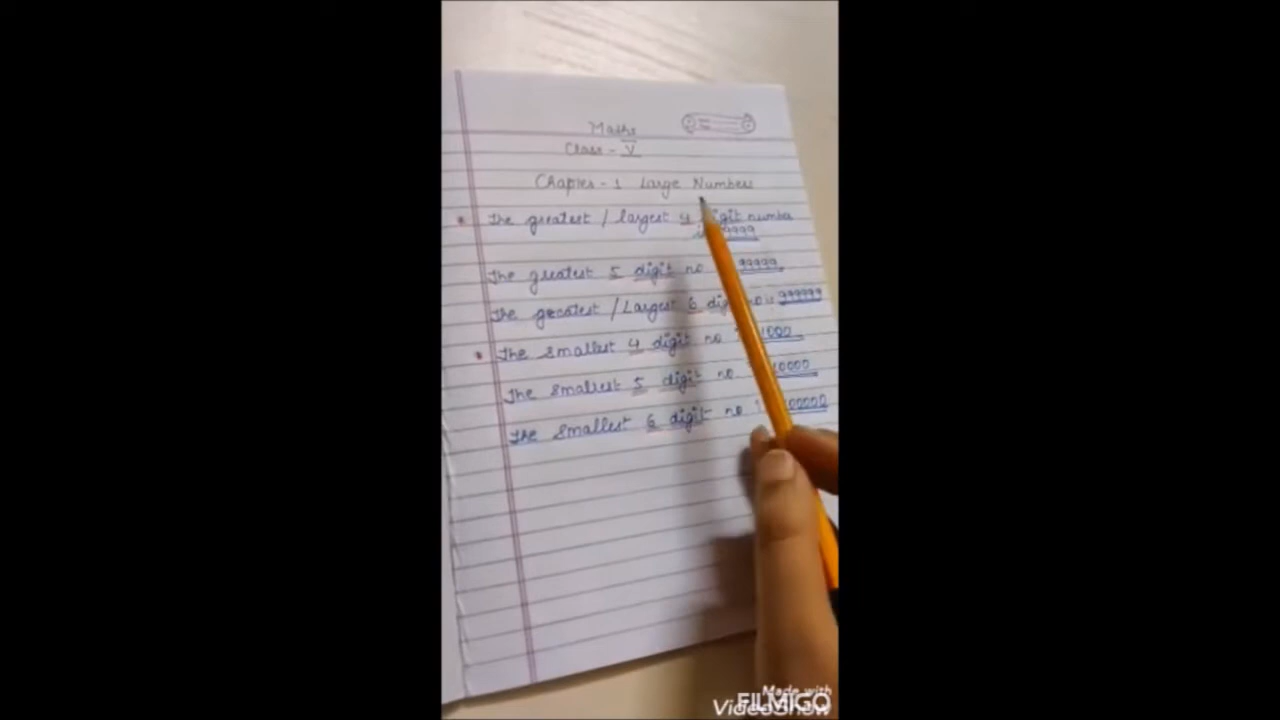 Maths
Class - V
Chapter - 1 Large Numbers
The greatest / largest 4 digit number
9999
The greatest 5 digit no 99999
The greatest / Largest 6 digit no is 999999
The smallest 4 digit no 1000
The smallest 5 digit no 10000
The smallest 6 digit no 100000
Made with
FILMIGO
VideoShow